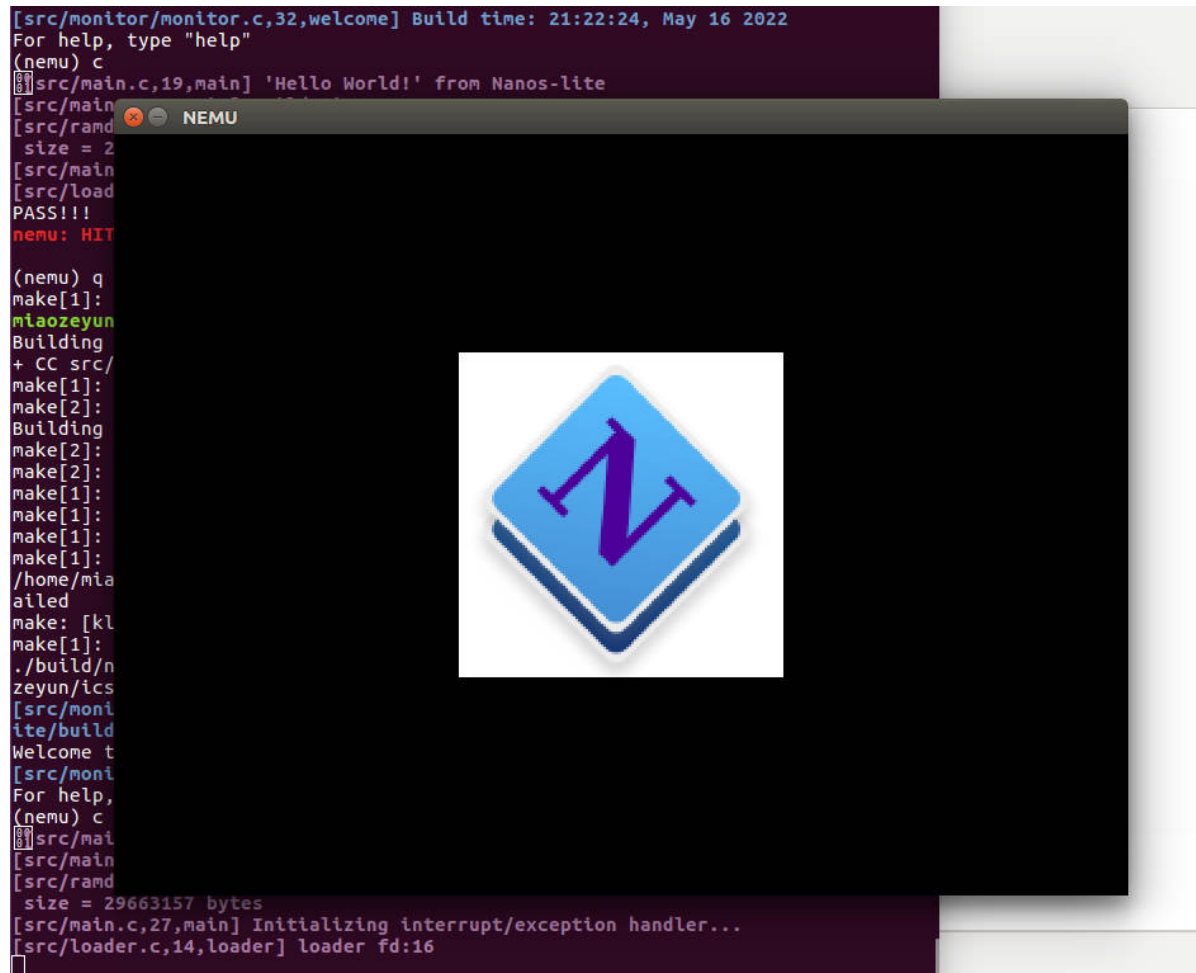 [src/monitor/monitor.c,32,welcome] Build time: 21:22:24, May 16 2022
For help, type "help"
(nemu) c
src/main.c,19,main] 'Hello World!' from Nanos-lite
[src/main
NEMU
[src/ramd
size = 2
[src/main
[src/load
PASS!!!
nemu: HIT
(nemu) q
make[1]:
miaozeyun
Building
+ CC src/
make[1]:
make[2]:
Building
make[2]:
make[2]:
make[1]:
make[1]:
make[1]:
make[1]:
/home/mia
ailed
make: [kl
make[1]:
./build/n
zeyun/ics
[src/moni
ite/build
Welcome t
[src/moni
For help,
(nemu) c
src/mai
[src/main
[src/ramd
size = 29663157 bytes
[src/main.c,27,main] Initializing interrupt/exception handler...
[src/loader.c,14,loader] loader fd:16
N